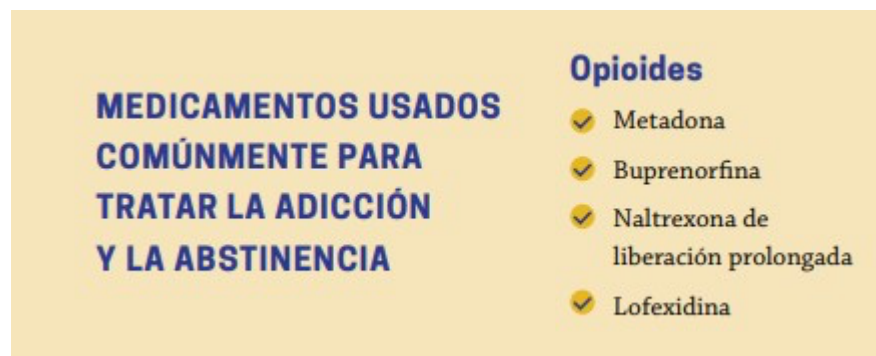 MEDICAMENTOS USADOS
COMÚNMENTE PARA
TRATAR LA ADICCIÓN
Y LA ABSTINENCIA
Opioides
Metadona
Buprenorfina
Naltrexona de
liberación prolongada
Lofexidina